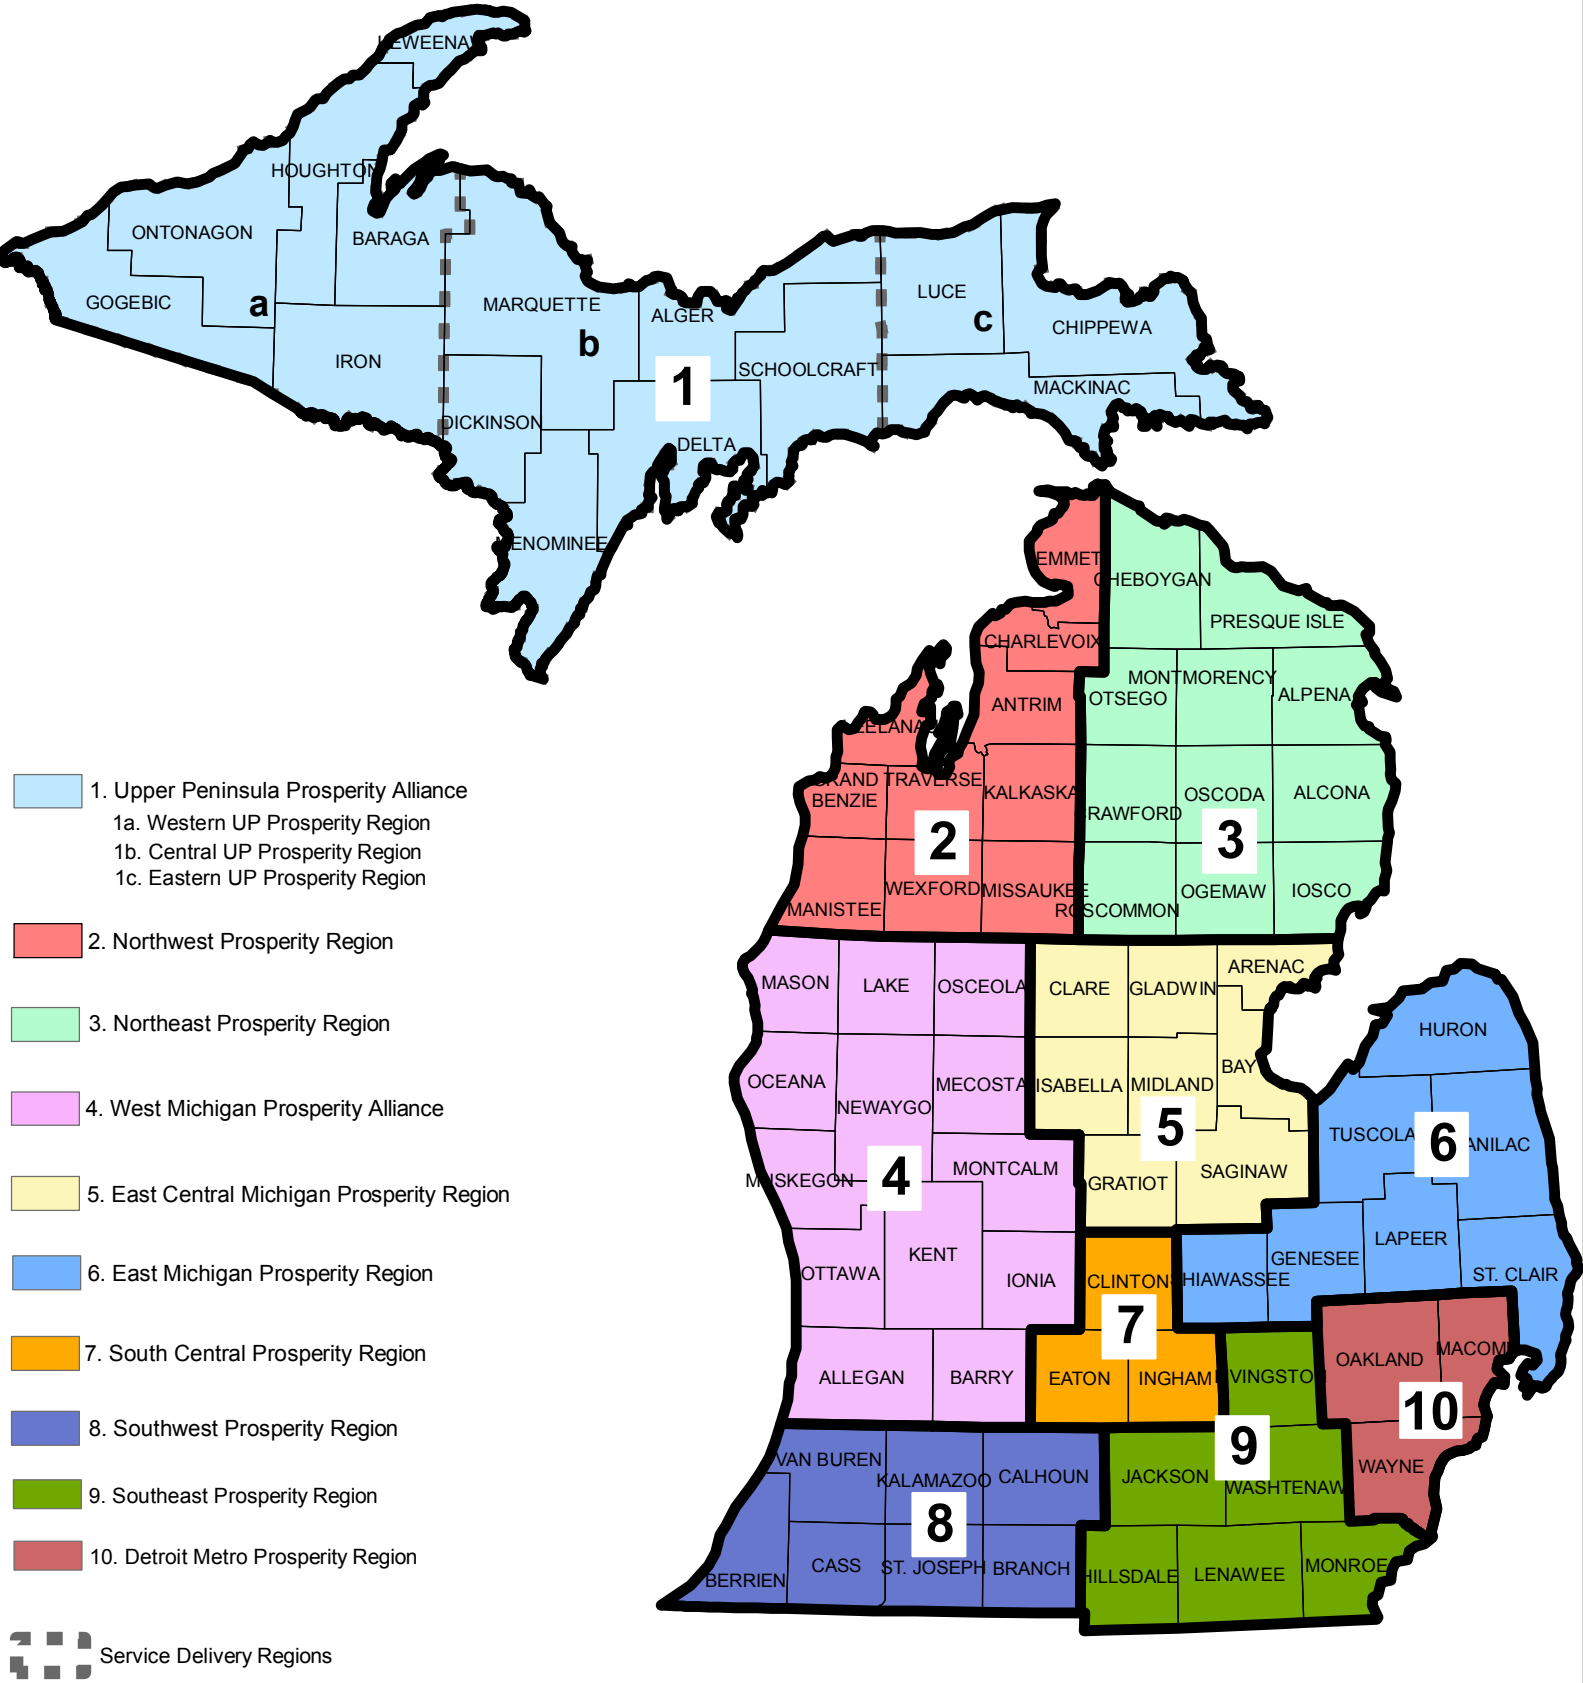 KEWEENAW
HOUGHTON
ONTONAGON
BARAGA
GOGEBIC
a
MARQUETTE
IRON
b
ALGER
LUCE
c
CHIPPEWA
SCHOOLCRAFT
1
MACKINAC
DICKINSON
DELTA
MENOMINEE
EMMET
CHEBOYGAN
PRESQUE ISLE
CHARLEVOIX
MONTMORENCY
OTSEGO
ALPENA
ANTRIM
LEELANAU
GRAND TRAVERSE
BENZIE
KALKASKA
CRAWFORD
OSCODA
ALCONA
2
3
MANISTEE
WEXFORD
MISSAUKEE
ROSCOMMON
OGEMAW
IOSCO
MASON
LAKE
OSCEOLA
CLARE
GLADWIN
ARENAC
HURON
OCEANA
NEWAYGO
MECOSTA
ISABELLA
MIDLAND
BAY
5
TUSCOLA
6
SANILAC
MUSKEGON
4
MONTCALM
GRATIOT
SAGINAW
OTTAWA
KENT
IONIA
CLINTON
SHIAWASSEE
GENESEE
LAPEER
ST. CLAIR
7
ALLEGAN
BARRY
EATON
INGHAM
LIVINGSTON
OAKLAND
MACOMB
10
VAN BUREN
KALAMAZOO
CALHOUN
JACKSON
9
WASHTENAW
WAYNE
8
BERRIEN
CASS
ST. JOSEPH
BRANCH
HILLSDALE
LENAWEE
MONROE
1. Upper Peninsula Prosperity Alliance
1a. Western UP Prosperity Region
1b. Central UP Prosperity Region
1c. Eastern UP Prosperity Region
2. Northwest Prosperity Region
3. Northeast Prosperity Region
4. West Michigan Prosperity Alliance
5. East Central Michigan Prosperity Region
6. East Michigan Prosperity Region
7. South Central Prosperity Region
8. Southwest Prosperity Region
9. Southeast Prosperity Region
10. Detroit Metro Prosperity Region
Service Delivery Regions